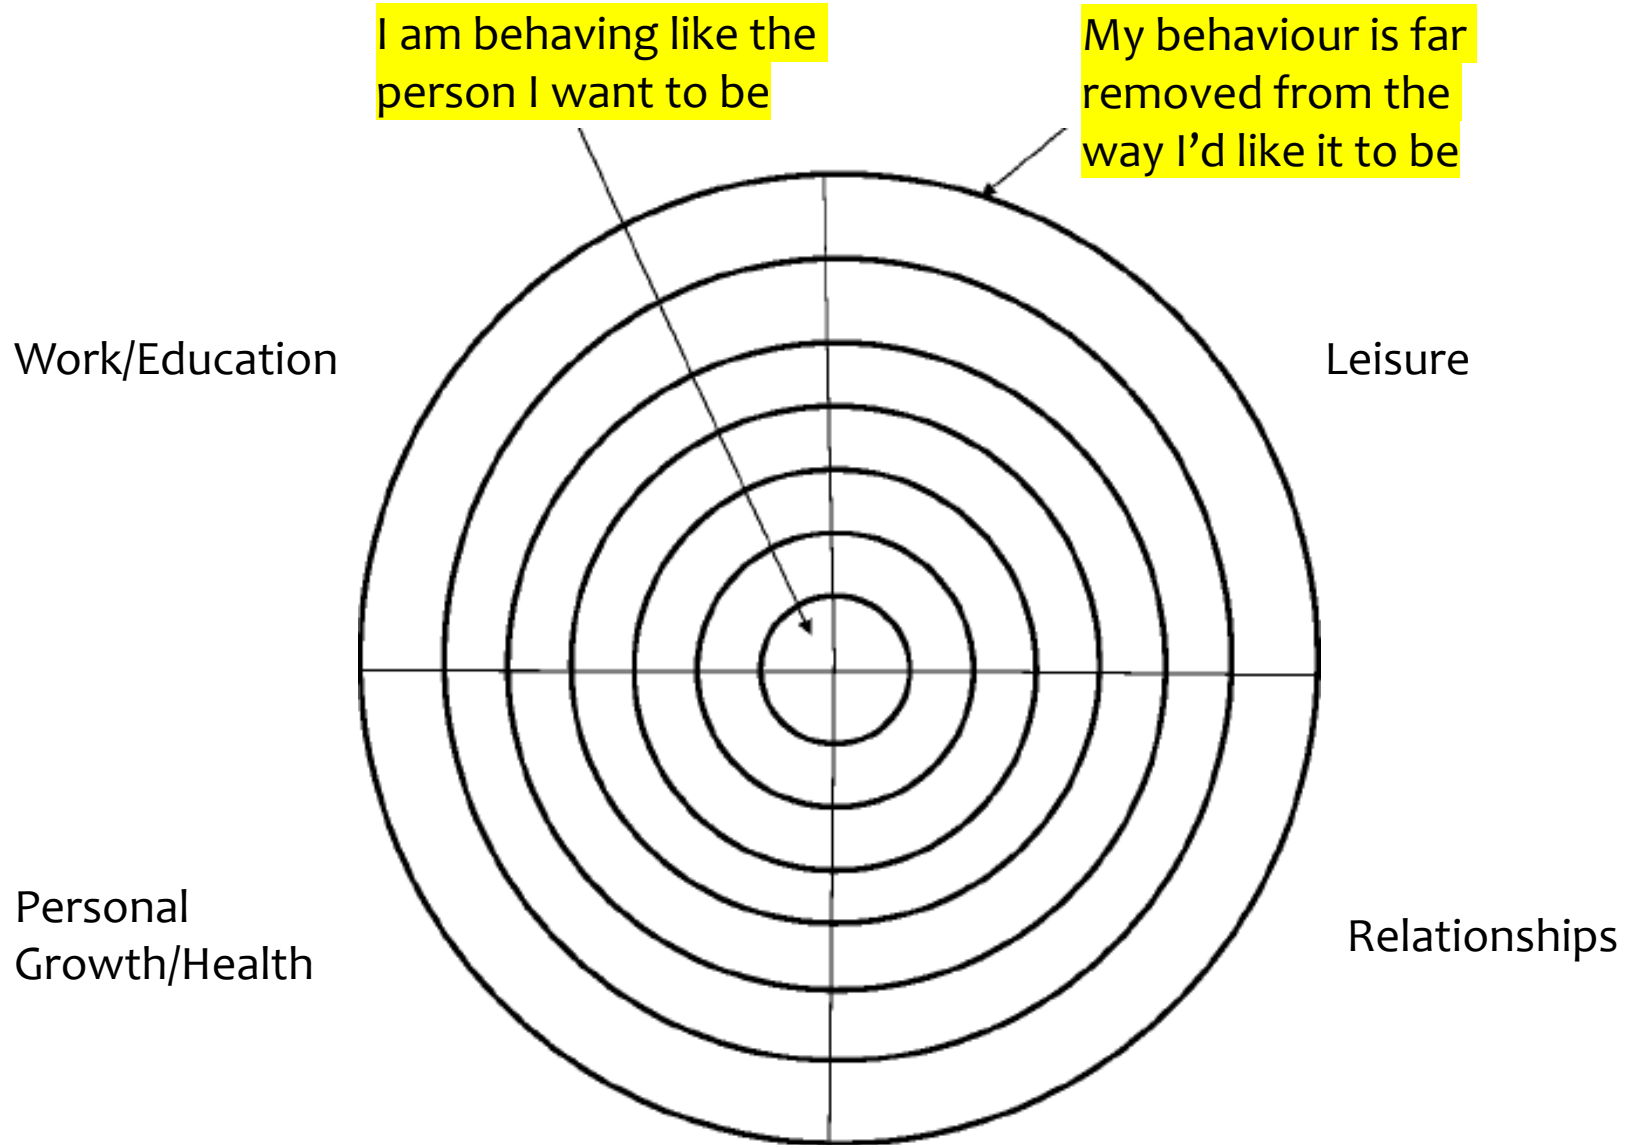 I am behaving like the
person I want to be
My behaviour is far
removed from the
way I’d like it to be
Work/Education
Leisure
Personal
Growth/Health
Relationships